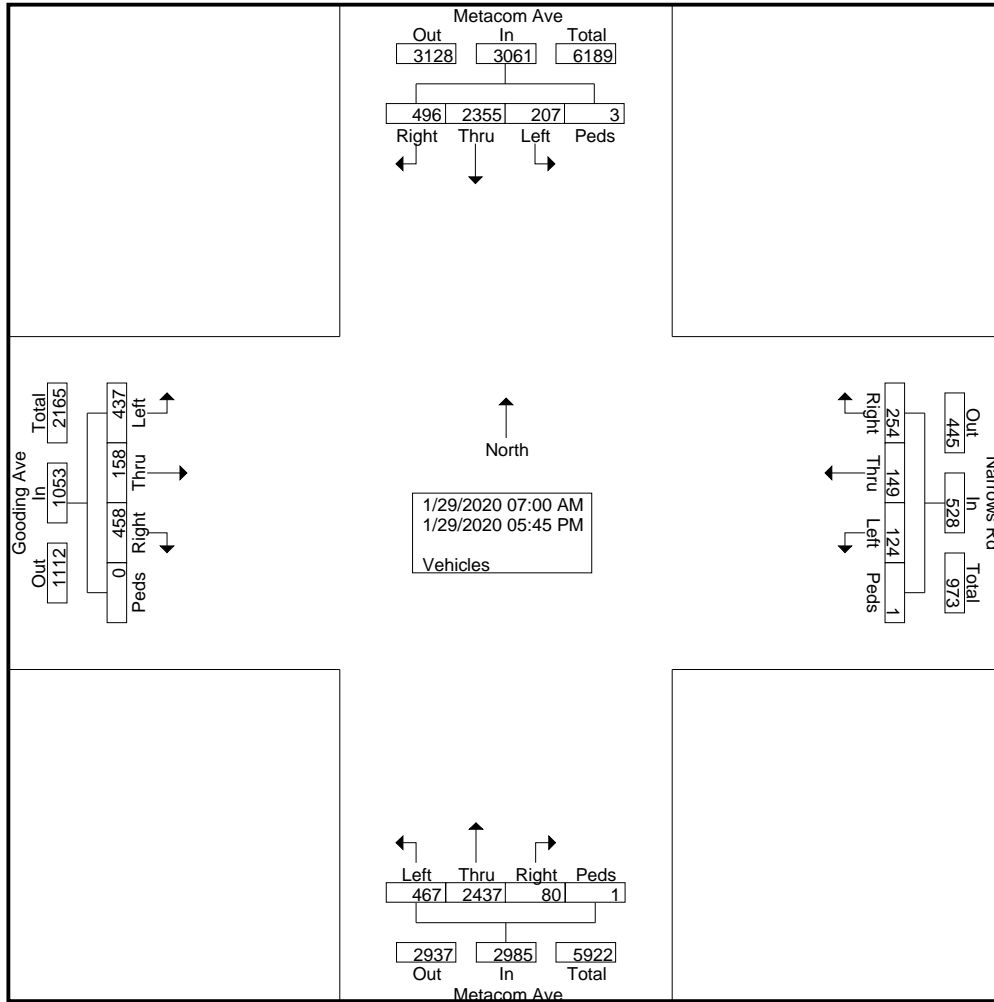 Metacom Ave
Out In Total
3128 3061 6189
496 2355 207 3
Right Thru Left Peds
Gooding Ave
Out In Total
1112 1053 2165
Left Thru Right Peds
437 158 458 0
North
1/29/2020 07:00 AM
1/29/2020 05:45 PM
Vehicles
Right Thru Left Peds
254 149 124 1
Out In Total
445 528 973
Narrows Rd
Left Thru Right Peds
467 2437 80 1
2937 2985 5922
Out In Total
Metacom Ave